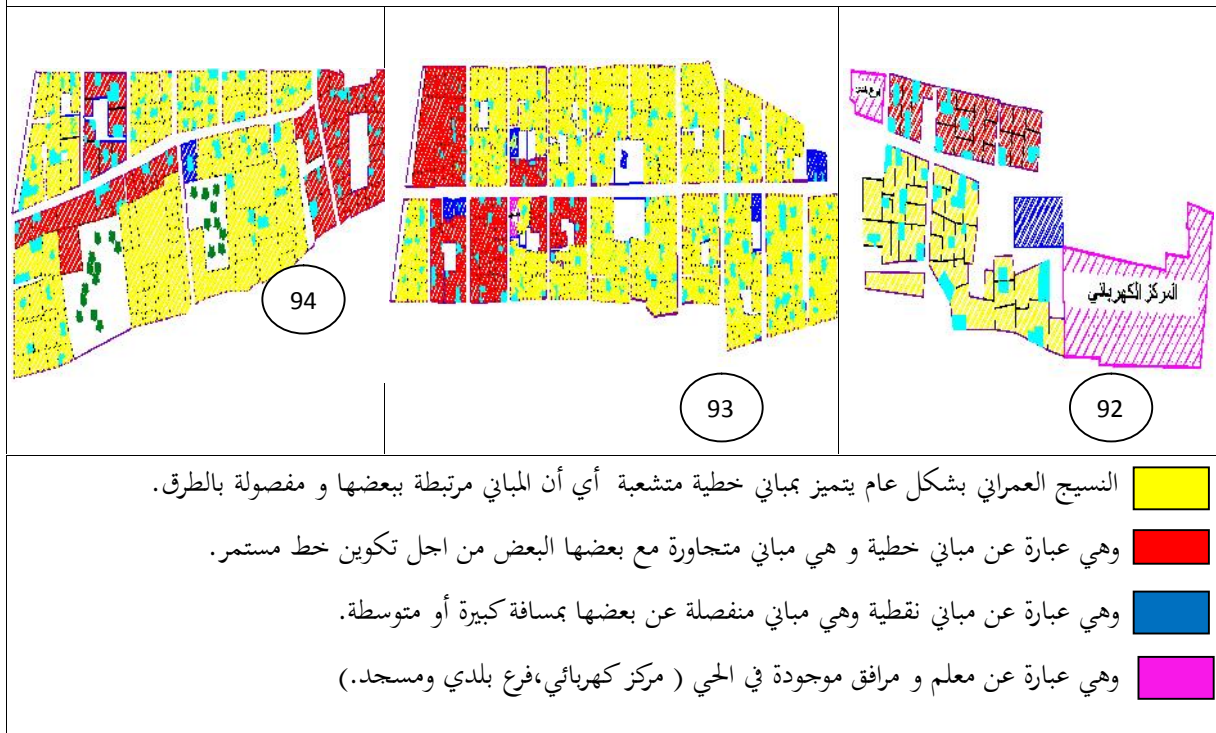 94
93
92
فرع بلدي
المركز الكهربائي
النسيج العمراني بشكل عام يتميز بمباني خطية متشعبة أي أن المباني مرتبطة ببعضها و مفصولة بالطرق.
وهي عبارة عن مباني خطية و هي مباني متجاورة مع بعضها البعض من اجل تكوين خط مستمر.
وهي عبارة عن مباني نقطية وهي مباني منفصلة عن بعضها بمسافة كبيرة أو متوسطة.
وهي عبارة عن معلم و مرافق موجودة في الحي ( مركز كهربائي،فرع بلدي ومسجد.)